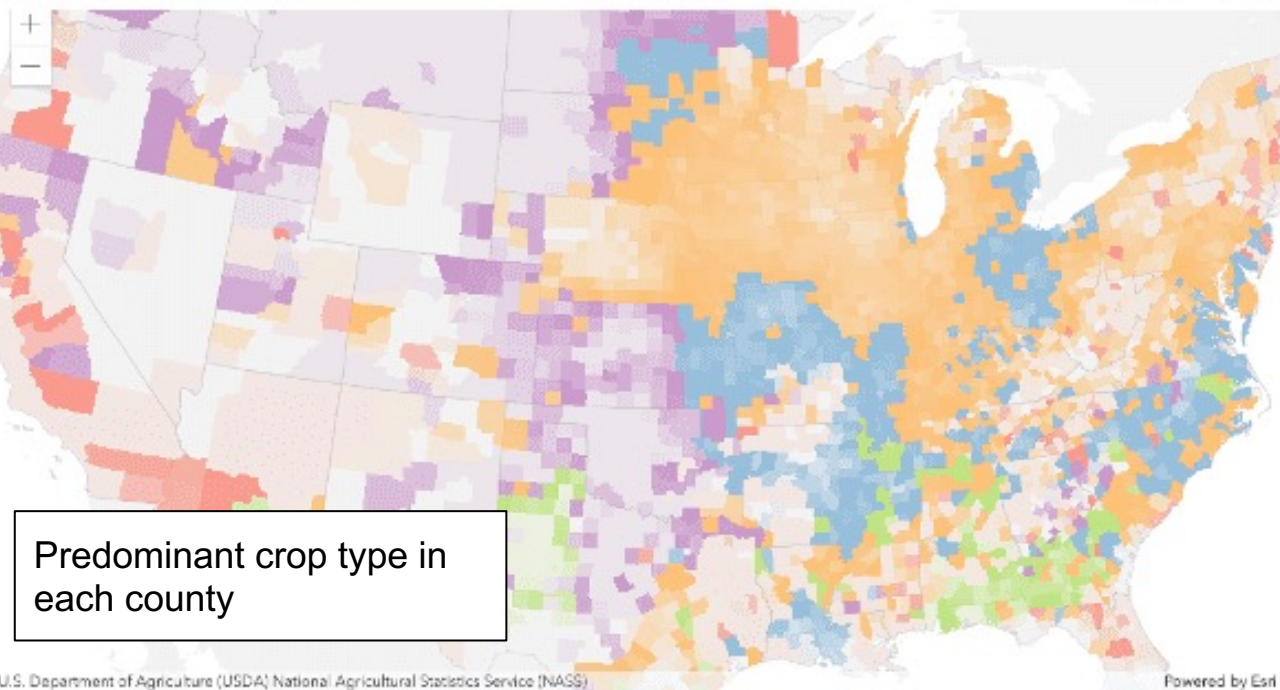 +
−
Predominant crop type in
each county
U.S. Department of Agriculture (USDA) National Agricultural Statistics Service (NASS)
Powered by Esri